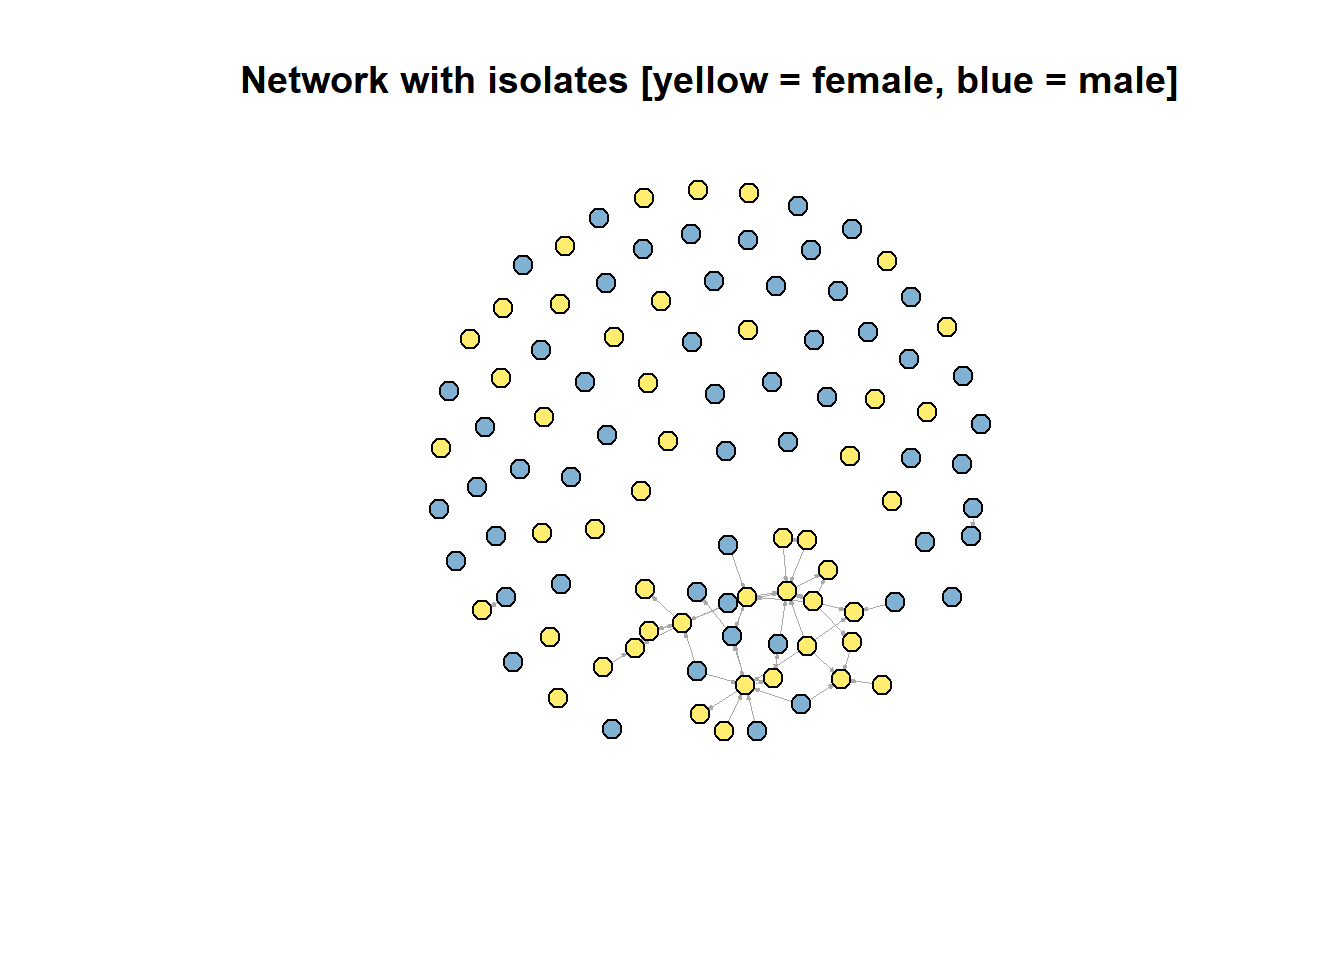 Network with isolates [yellow = female, blue = male]